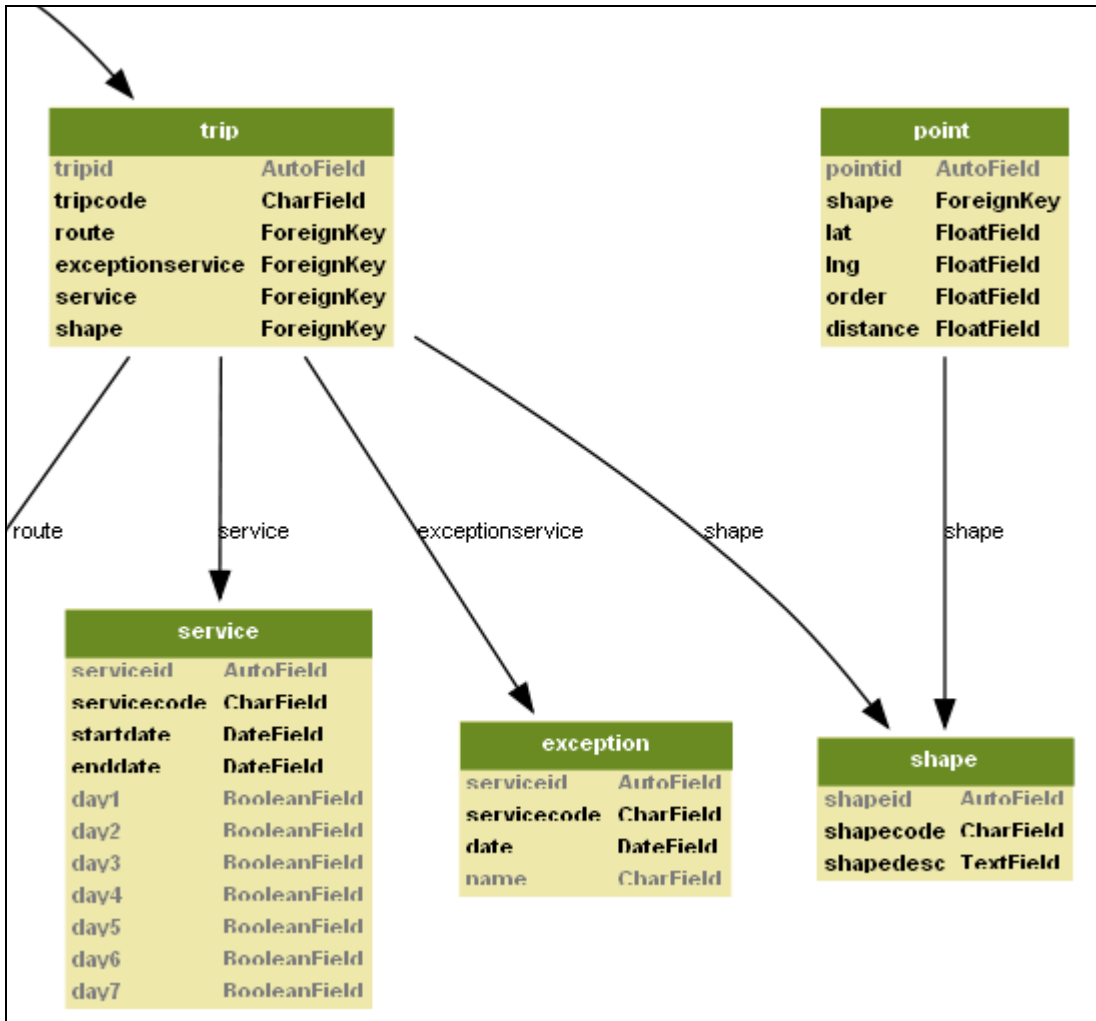 trip
tripid AutoField
tripcode CharField
route ForeignKey
exceptionservice ForeignKey
service ForeignKey
shape ForeignKey
point
pointid AutoField
shape ForeignKey
lat FloatField
lng FloatField
order FloatField
distance FloatField
route
service
exceptionservice
shape
shape
service
serviceid AutoField
servicecode CharField
startdate DateField
enddate DateField
day1 BooleanField
day2 BooleanField
day3 BooleanField
day4 BooleanField
day5 BooleanField
day6 BooleanField
day7 BooleanField
exception
serviceid AutoField
servicecode CharField
date DateField
name CharField
shape
shapeid AutoField
shapecode CharField
shapedesc TextField